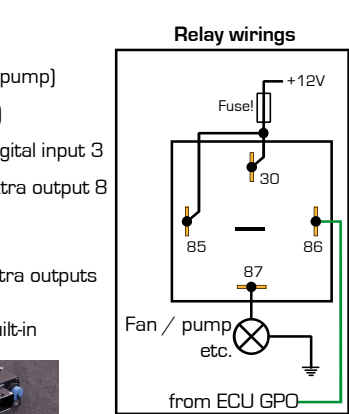 Relay wirings
pump)
)
+12V
Fuse!
gital input 3
tra output 8
30
85
86
87
tra outputs
ilt-in
Fan / pump
etc.
from ECU GPO